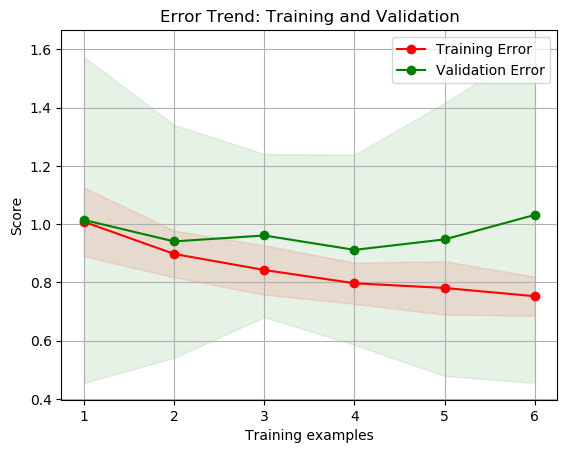 Error Trend: Training and Validation
1.6
1.4
1.2
1.0
0.8
0.6
0.4
Score
Training Error
Validation Error
1 2 3 4 5 6
Training examples